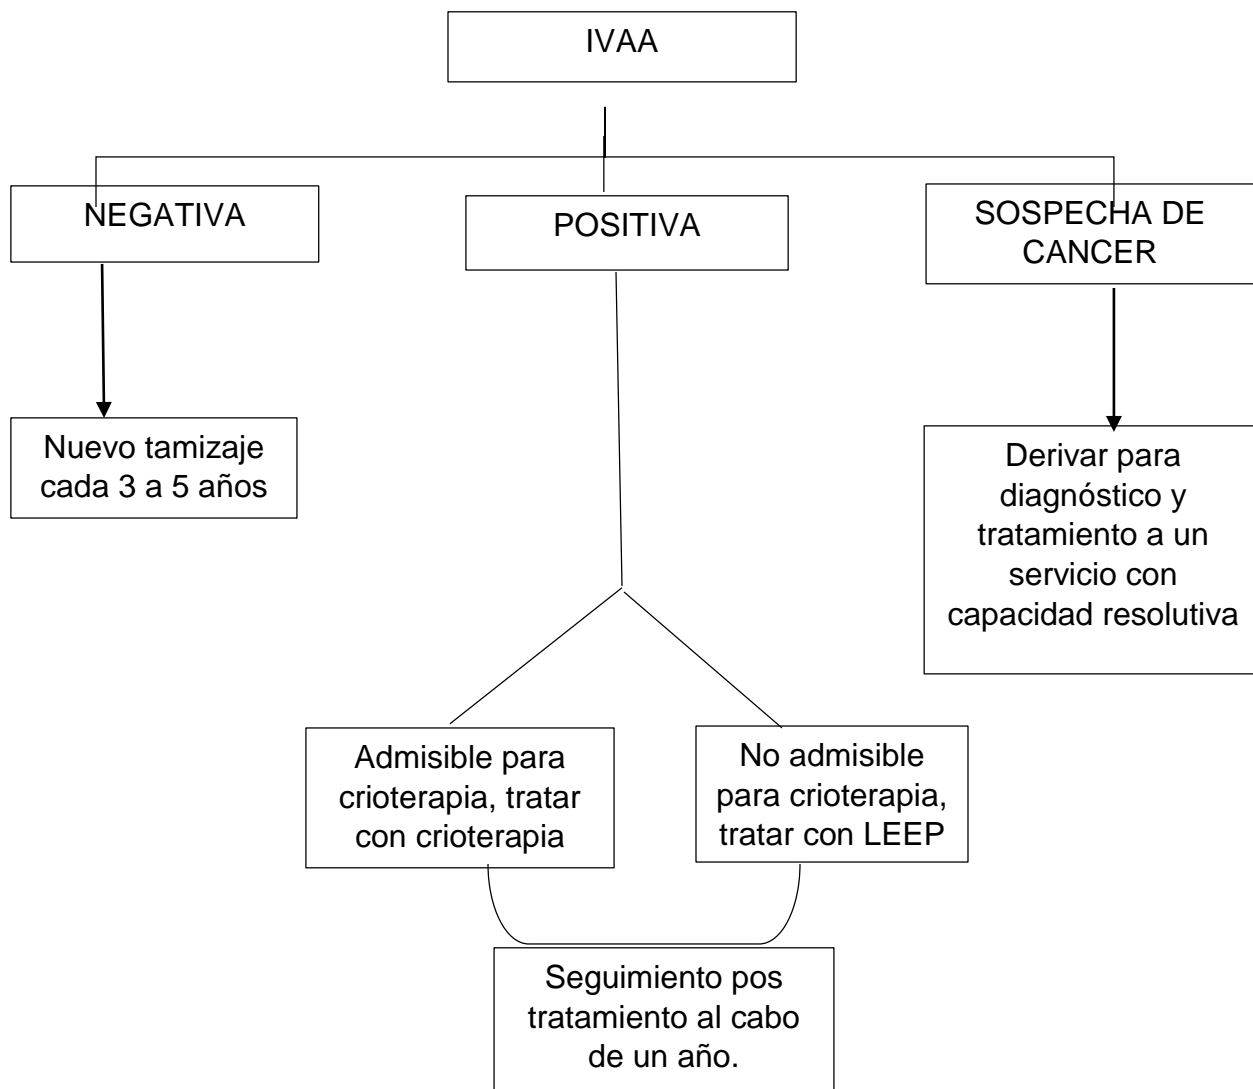 IVAA
NEGATIVA
POSITIVA
SOSPECHA DE
CANCER
Nuevo tamizaje
cada 3 a 5 años
Derivar para
diagnóstico y
tratamiento a un
servicio con
capacidad resolutiva
Admisible para
crioterapia, tratar
con crioterapia
No admisible
para crioterapia,
tratar con LEEP
Seguimiento pos
tratamiento al cabo
de un año.